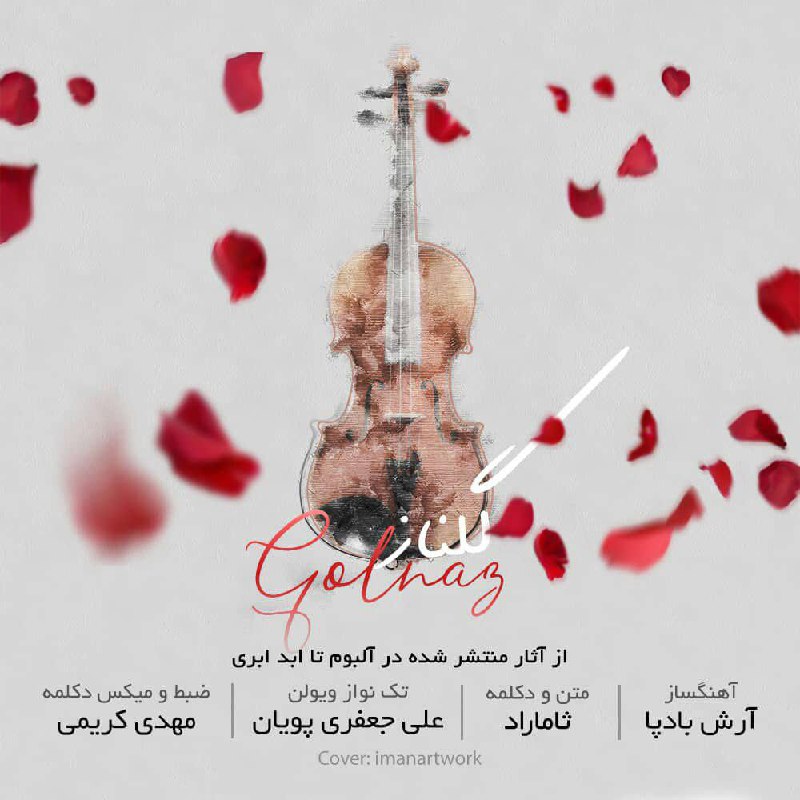 گلناز
Golnaz
از آثار منتشر شده در آلبوم تا ابد ابری
آهنگساز
آرش بادپا
متن و دکلمه
ثاماراد
تک نواز ویولن
علی جعفری پویان
ضبط و میکس دکلمه
مهدی کریمی
Cover: imanartwork